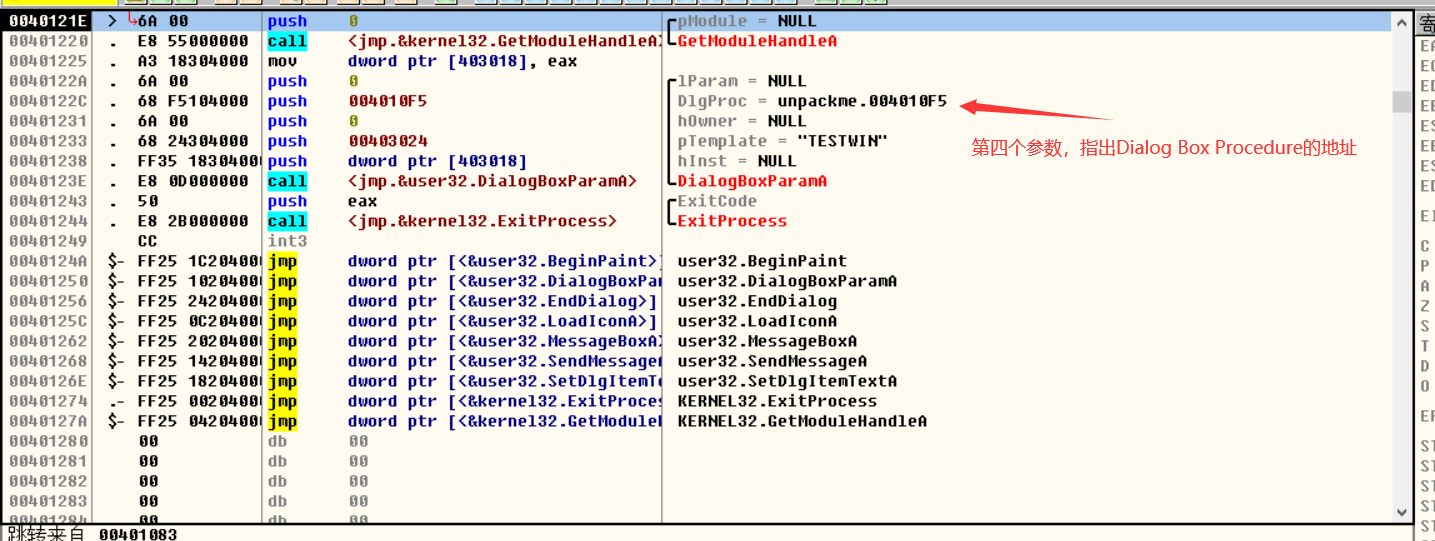 0040121E > 6A 00 push 0 pModule = NULL
00401220 . E8 55000000 call <jmp.&kernel32.GetModuleHandleA> GetModuleHandleA
00401225 . A3 18304000 mov dword ptr [403018], eax
0040122A . 6A 00 push 0 lParam = NULL
0040122C . 68 F5104000 push 004010F5 DlgProc = unpackme.004010F5
00401231 . 6A 00 push 0 hOwner = NULL
00401233 . 68 24304000 push 00403024 pTemplate = "TESTWIN"
第四个参数，指出Dialog Box Procedure的地址
00401238 . FF35 18304000 push dword ptr [403018] hInst = NULL
0040123E . E8 0D000000 call <jmp.&user32.DialogBoxParamA> DialogBoxParamA
00401243 . 50 push eax ExitCode
00401244 . E8 2B000000 call <jmp.&kernel32.ExitProcess> ExitProcess
00401249 CC int3
0040124A $- FF25 1C20400 jmp dword ptr [<&user32.BeginPaint>] user32.BeginPaint
00401250 $- FF25 1020400 jmp dword ptr [<&user32.DialogBoxPar user32.DialogBoxParamA
00401256 $- FF25 2420400 jmp dword ptr [<&user32.EndDialog>] user32.EndDialog
0040125C $- FF25 0C20400 jmp dword ptr [<&user32.LoadIconA>] user32.LoadIconA
00401262 $- FF25 2020400 jmp dword ptr [<&user32.MessageBoxA> user32.MessageBoxA
00401268 $- FF25 1420400 jmp dword ptr [<&user32.SendMessageA user32.SendMessageA
0040126E $- FF25 1820400 jmp dword ptr [<&user32.SetDlgItemTe user32.SetDlgItemTextA
00401274 .- FF25 0020400 jmp dword ptr [<&kernel32.ExitProces KERNEL32.ExitProcess
0040127A $- FF25 0420400 jmp dword ptr [<&kernel32.GetModuleH KERNEL32.GetModuleHandleA
00401280 00 db 00
00401281 00 db 00
00401282 00 db 00
00401283 00 db 00
00401284 00 db 00
跳转来自 00401083
寄
C
P
A
Z
S
T
D
O